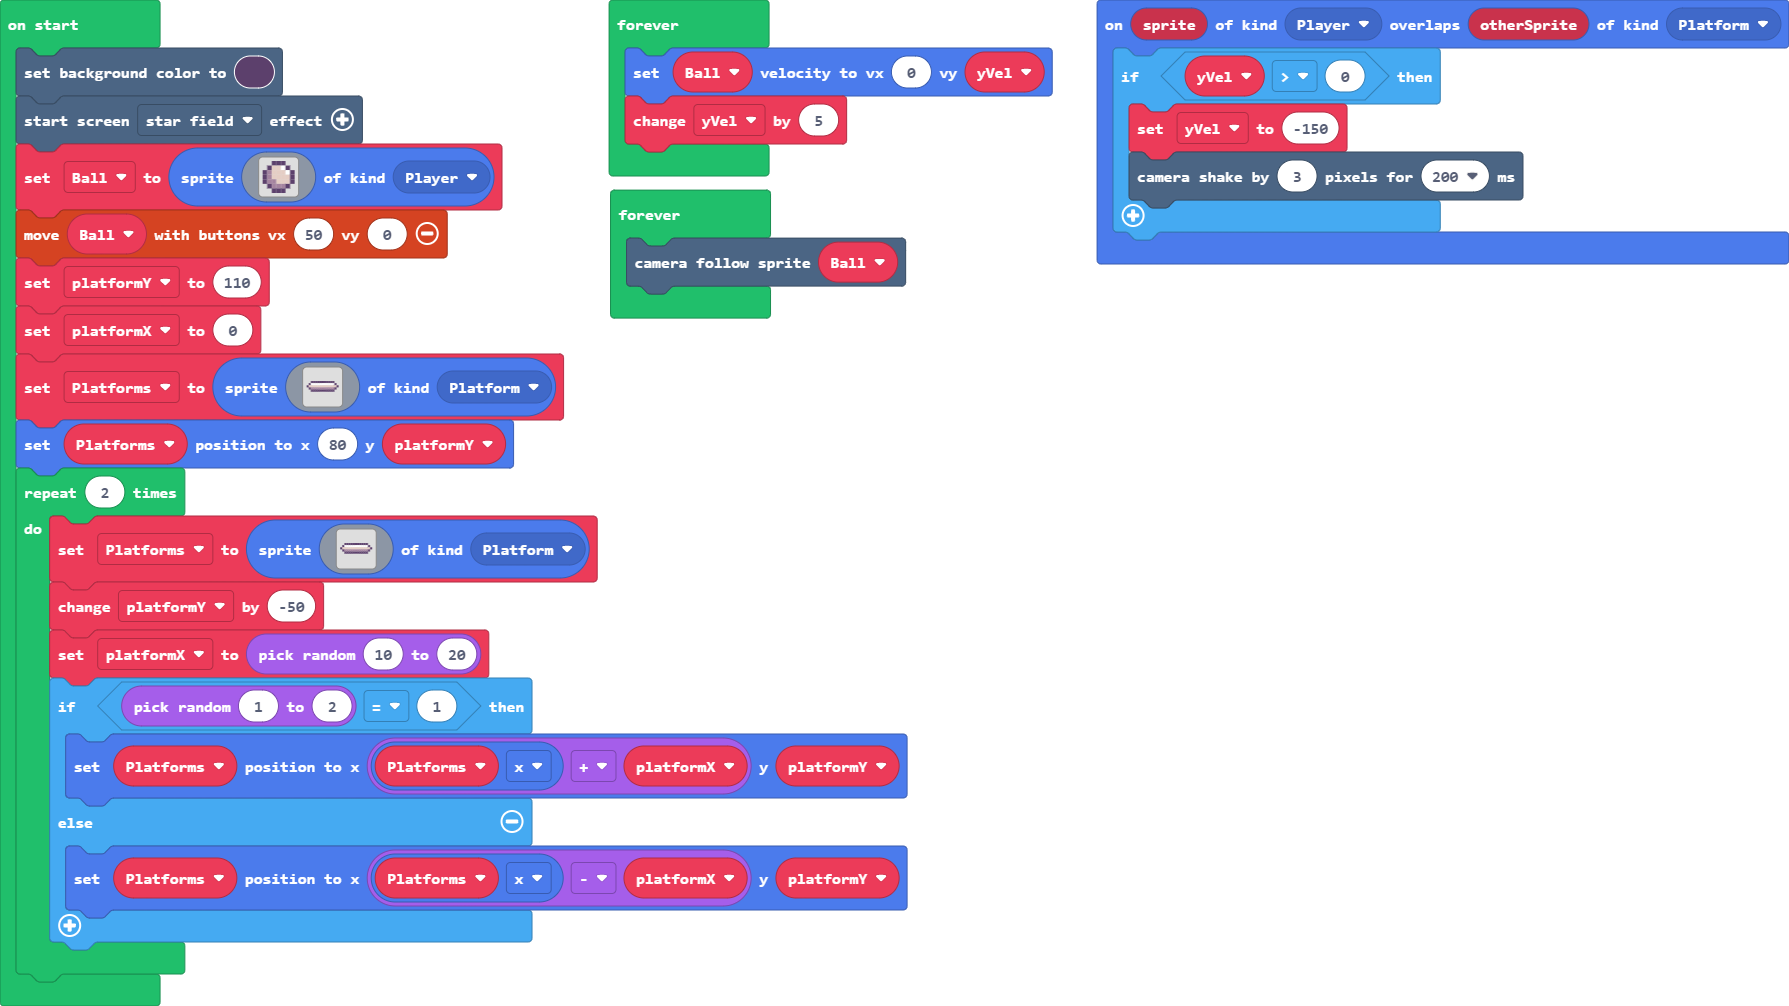 on start
set background color to
start screen star field effect
set Ball to sprite of kind Player
move Ball with buttons vx 50 vy 0
set platformY to 110
set platformX to 0
set Platforms to sprite of kind Platform
set Platforms position to x 80 y platformY
repeat 2 times
do
set Platforms to sprite of kind Platform
change platformY by -50
set platformX to pick random 10 to 20
if pick random 1 to 2 = 1 then
set Platforms position to x Platforms x + platformX y platformY
else
set Platforms position to x Platforms x - platformX y platformY
forever
set Ball velocity to vx 0 vy yVel
change yVel by 5
forever
camera follow sprite Ball
on sprite of kind Player overlaps otherSprite of kind Platform
if yVel > 0 then
set yVel to -150
camera shake by 3 pixels for 200 ms